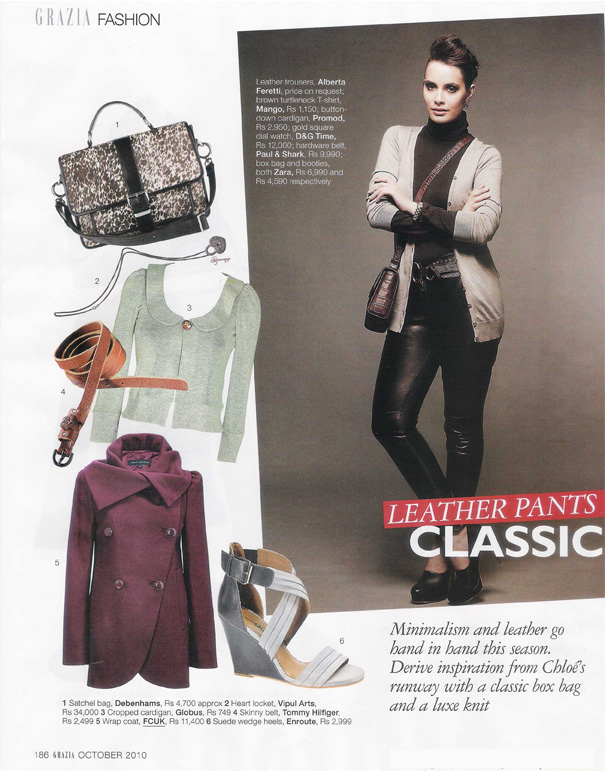 GRAZIA FASHION
Leather trousers, Alberta
Feretti, price on request;
brown turtleneck T-shirt,
Mango, Rs 1,150; button-
down cardigan, Promod,
Rs 2,950; gold square
dial watch, D&G Time,
Rs 12,000; hardware belt,
Paul & Shark, Rs 9,990;
box bag and booties,
both Zara, Rs 6,990 and
Rs 4,590 respectively
1
2
3
4
5
6
LEATHER PANTS
CLASSIC
Minimalism and leather go
hand in hand this season.
Derive inspiration from Chloé's
runway with a classic box bag
and a luxe knit
1 Satchel bag, Debenhams, Rs 4,700 approx 2 Heart locket, Vipul Arts,
Rs 34,000 3 Cropped cardigan, Globus, Rs 749 4 Skinny belt, Tommy Hilfiger,
Rs 2,499 5 Wrap coat, FCUK, Rs 11,400 6 Suede wedge heels, Enroute, Rs 2,999
186 GRAZIA OCTOBER 2010